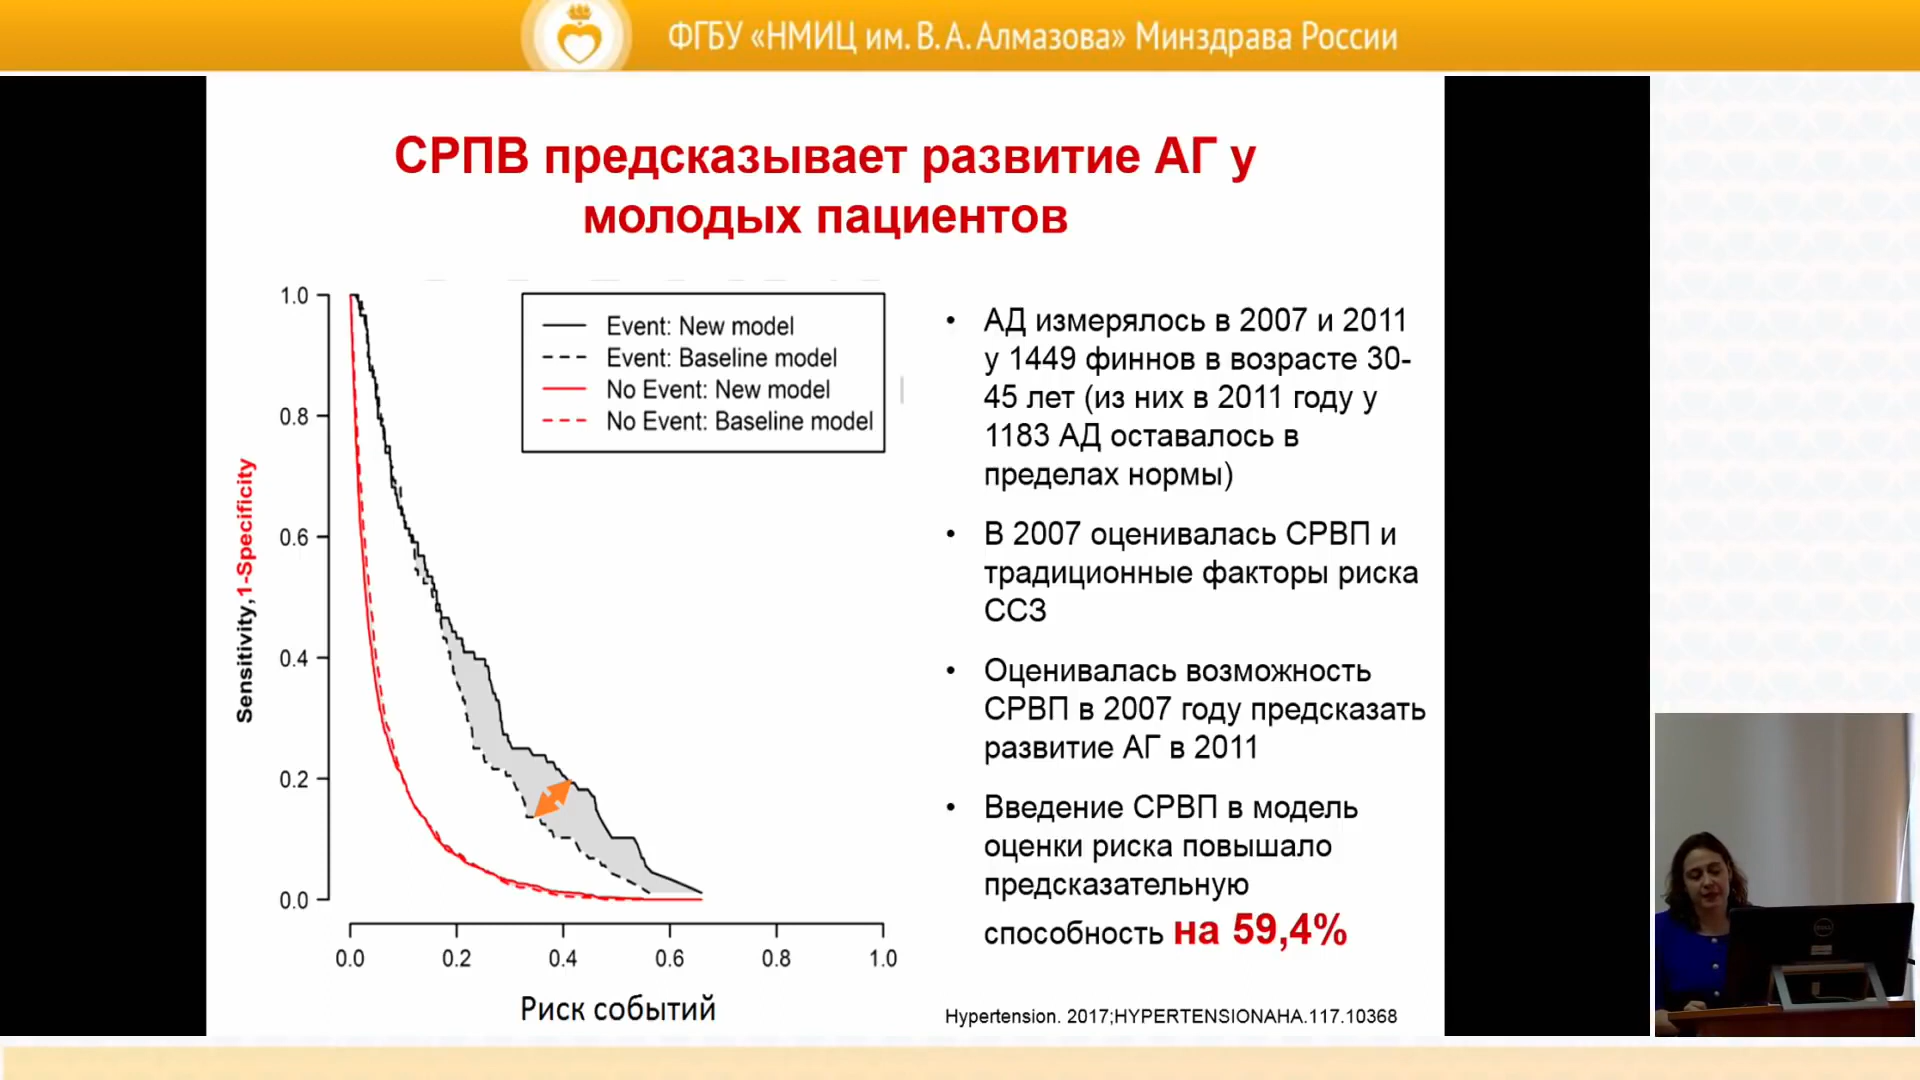 ФГБУ «НМИЦ им. В. А. Алмазова» Минздрава России
СРПВ предсказывает развитие АГ у
молодых пациентов
1.0
0.8
0.6
0.4
0.2
0.0
Sensitivity,1-Specificity
Event: New model
Event: Baseline model
No Event: New model
No Event: Baseline model
0.0 0.2 0.4 0.6 0.8 1.0
Риск событий
• АД измерялось в 2007 и 2011
у 1449 финнов в возрасте 30-
45 лет (из них в 2011 году у
1183 АД оставалось в
пределах нормы)
• В 2007 оценивалась СРВП и
традиционные факторы риска
ССЗ
• Оценивалась возможность
СРВП в 2007 году предсказать
развитие АГ в 2011
• Введение СРВП в модель
оценки риска повышало
предсказательную
способность на 59,4%
Hypertension. 2017;HYPERTENSIONAHA.117.10368